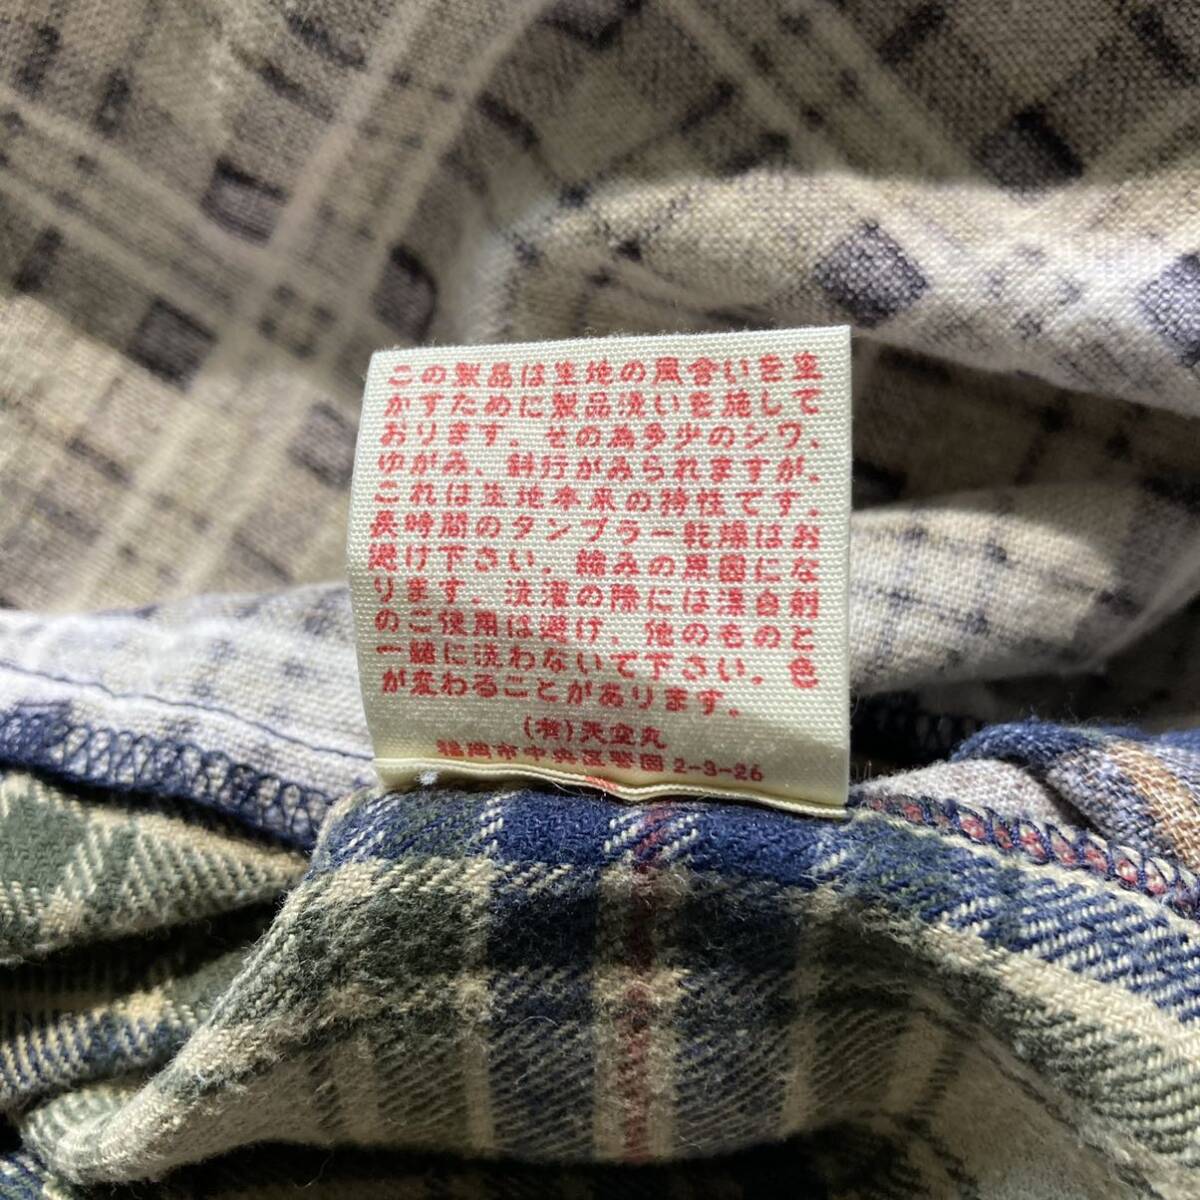 この製品は生地の風合いを生
かすために製品洗いを施して
おります。その為多少のシワ、
ゆがみ、斜行がみられますが、
これは生地本来の特性です。
長時間のタンブラー乾燥はお
避け下さい。縮みの原因にな
ります。洗濯の際には漂白剤
のご使用は避け、他のものと
一緒に洗わないで下さい。色
が変わることがあります。
(有)天空丸
福岡市中央区警固2-3-26